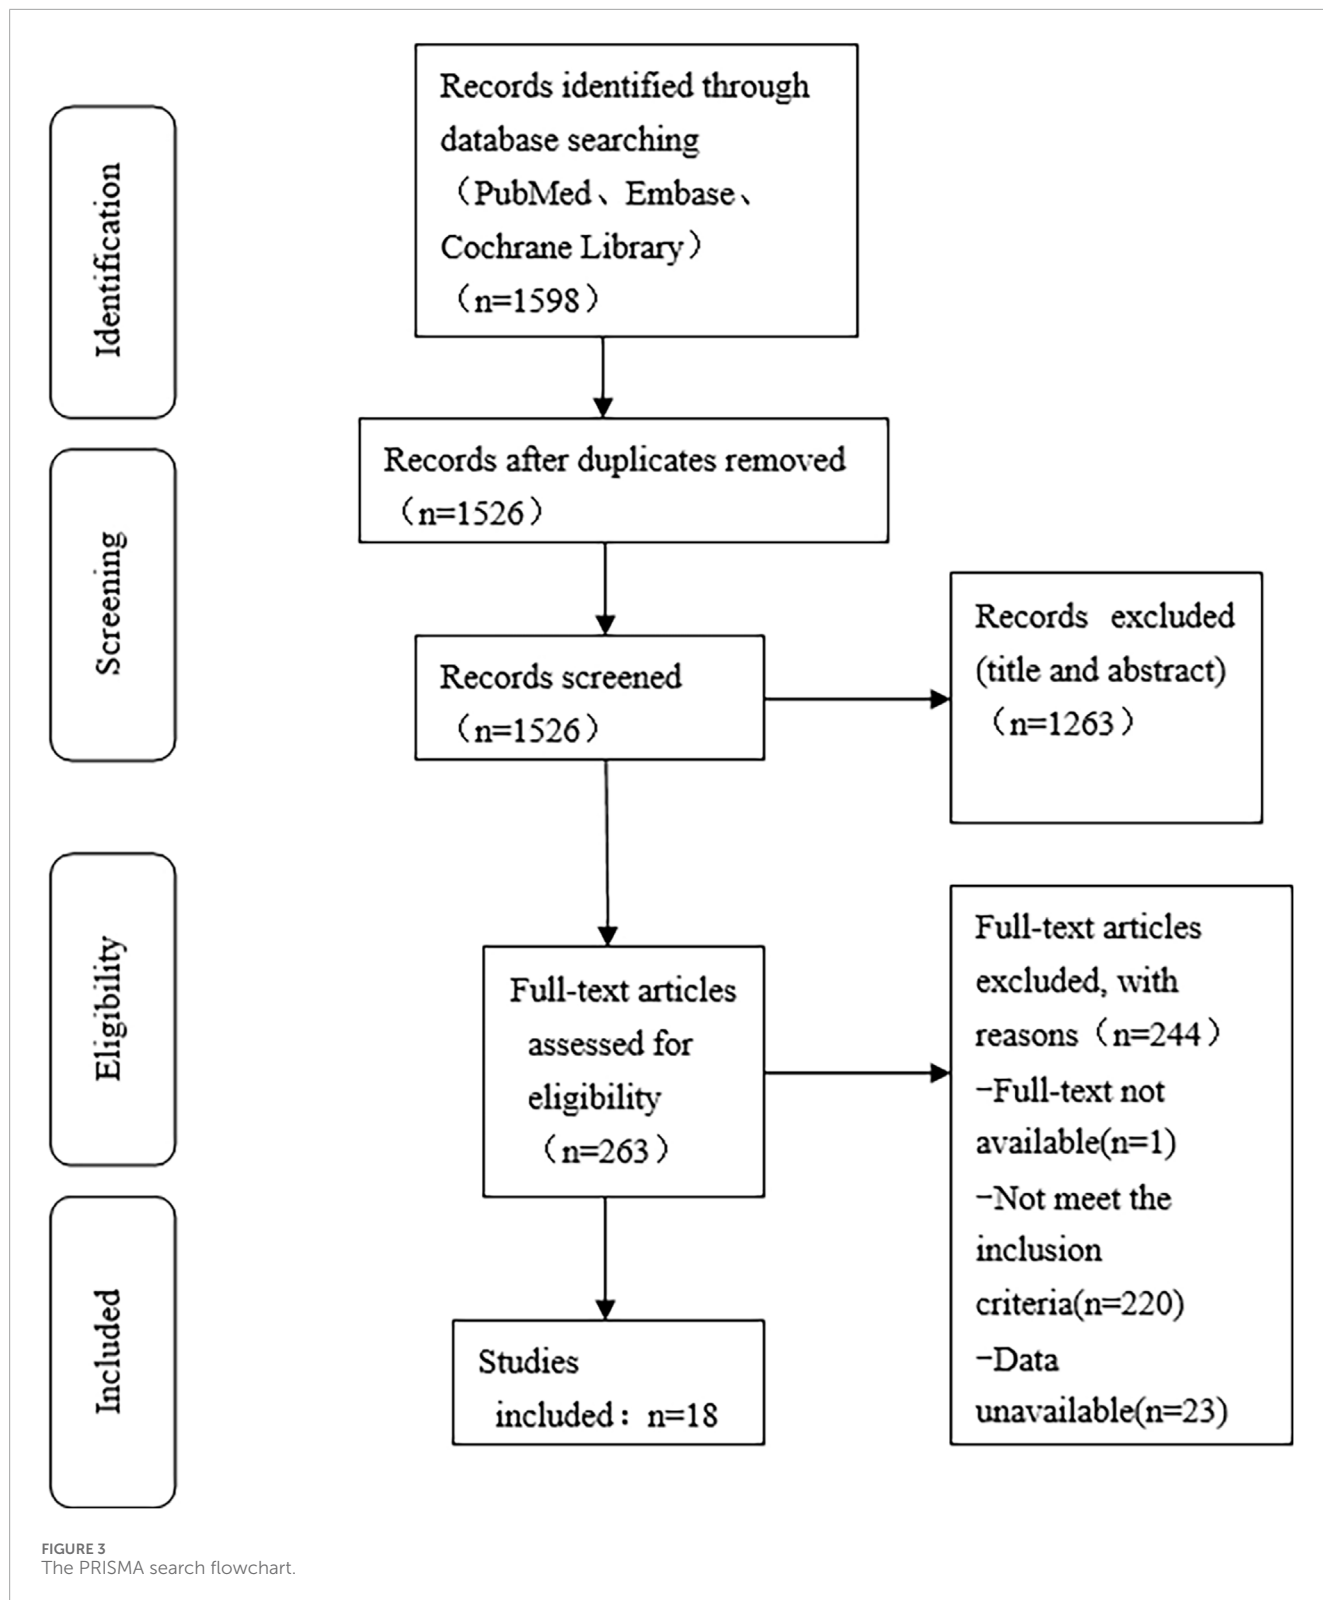 Identification
Records identified through
database searching
（PubMed、Embase、
Cochrane Library）
（n=1598）
Screening
Records after duplicates removed
（n=1526）
Records screened
（n=1526）
Records excluded
(title and abstract)
（n=1263）
Eligibility
Full-text articles
assessed for
eligibility
（n=263）
Full-text articles
excluded, with
reasons（n=244）
−Full-text not
available(n=1)
−Not meet the
inclusion
criteria(n=220)
−Data
unavailable(n=23)
Included
Studies
included：n=18
FIGURE 3
The PRISMA search flowchart.